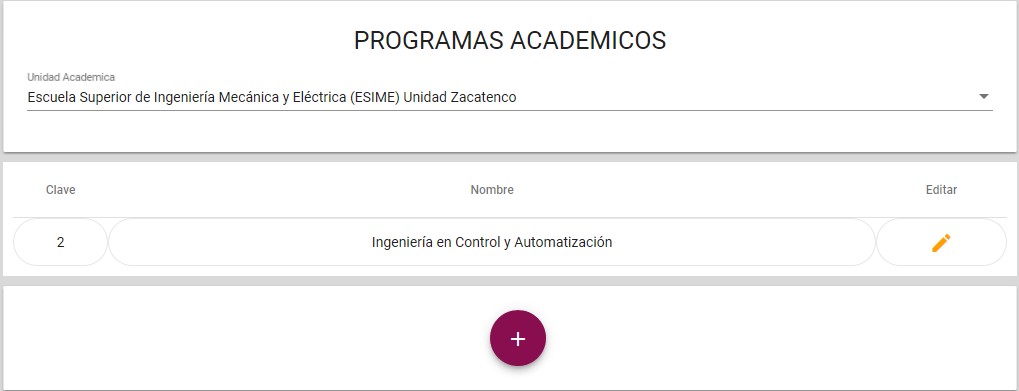 PROGRAMAS ACADEMICOS
Unidad Academica
Escuela Superior de Ingeniería Mecánica y Eléctrica (ESIME) Unidad Zacatenco
Clave Nombre Editar
2 Ingeniería en Control y Automatización
+